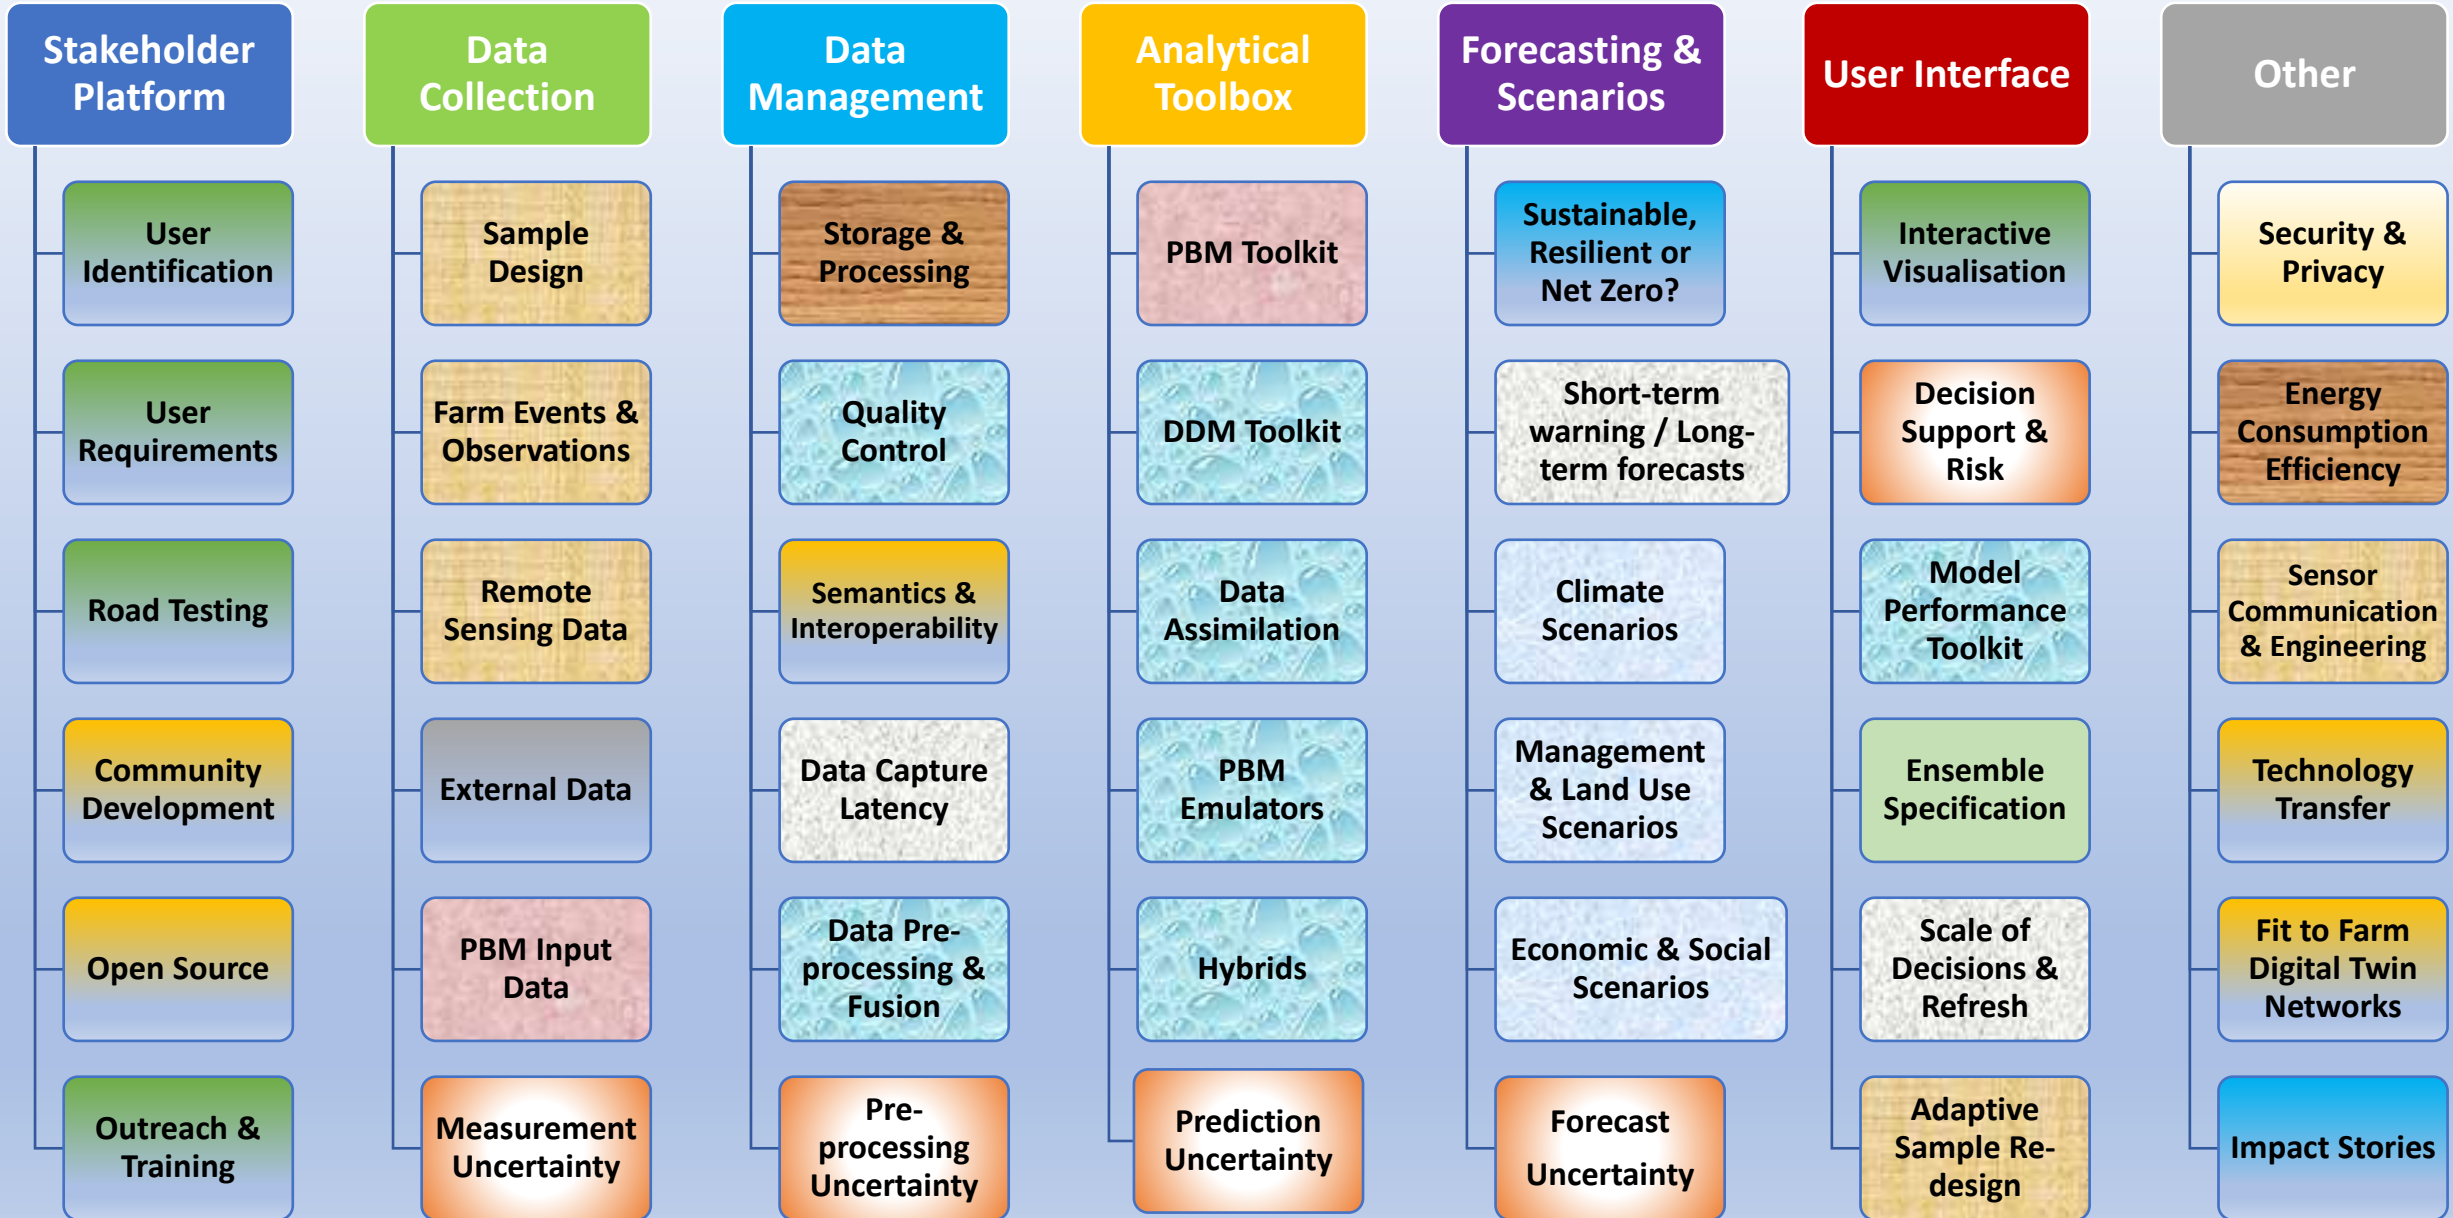 Stakeholder
Platform
User
Identification
User
Requirements
Road Testing
Community
Development
Open Source
Outreach &
Training
Data
Collection
Sample
Design
Farm Events &
Observations
Remote
Sensing Data
External Data
PBM Input
Data
Measurement
Uncertainty
Data
Management
Storage &
Processing
Quality
Control
Semantics &
Interoperability
Data Capture
Latency
Data Pre-
processing &
Fusion
Pre-
processing
Uncertainty
Analytical
Toolbox
PBM Toolkit
DDM Toolkit
Data
Assimilation
PBM
Emulators
Hybrids
Prediction
Uncertainty
Forecasting &
Scenarios
Sustainable,
Resilient or
Net Zero?
Short-term
warning / Long-
term forecasts
Climate
Scenarios
Management
& Land Use
Scenarios
Economic & Social
Scenarios
Forecast
Uncertainty
User Interface
Interactive
Visualisation
Decision
Support &
Risk
Model
Performance
Toolkit
Ensemble
Specification
Scale of
Decisions &
Refresh
Adaptive
Sample Re-
design
Other
Security &
Privacy
Energy
Consumption
Efficiency
Sensor
Communication
& Engineering
Technology
Transfer
Fit to Farm
Digital Twin
Networks
Impact Stories